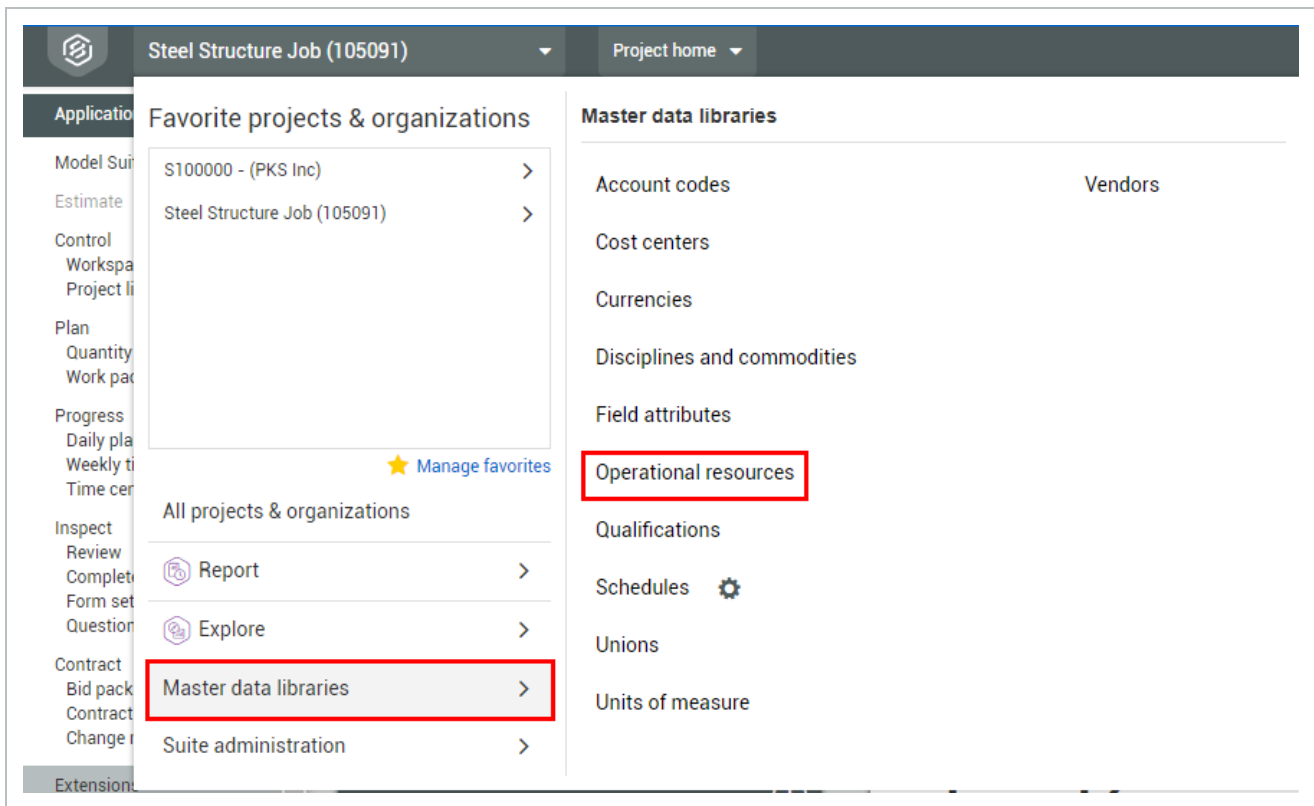 Steel Structure Job (105091)
Project home
Applicatio
Model Sui
Estimate
Control
Workspa
Project li
Plan
Quantity
Work pac
Progress
Daily pla
Weekly ti
Time cen
Inspect
Review
Complet
Form set
Question
Contract
Bid pack
Contract
Change r
Extensions
Favorite projects & organizations
S100000 - (PKS Inc)
Steel Structure Job (105091)
Manage favorites
All projects & organizations
Report
Explore
Master data libraries
Suite administration
Master data libraries
Account codes
Cost centers
Currencies
Disciplines and commodities
Field attributes
Operational resources
Qualifications
Schedules
Unions
Units of measure
Vendors